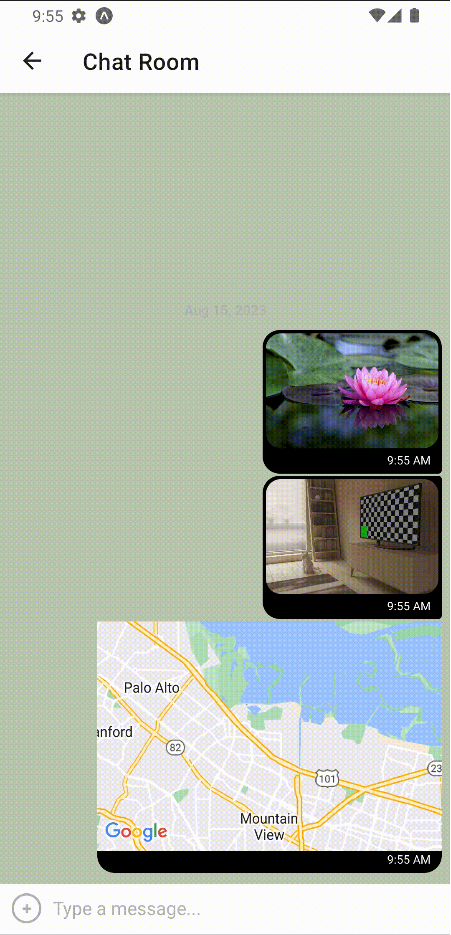 9:55
Chat Room
Aug 15, 2023
9:55 AM
9:55 AM
Palo Alto
anford
82
101
23
Mountain
View
Google
9:55 AM
Type a message...